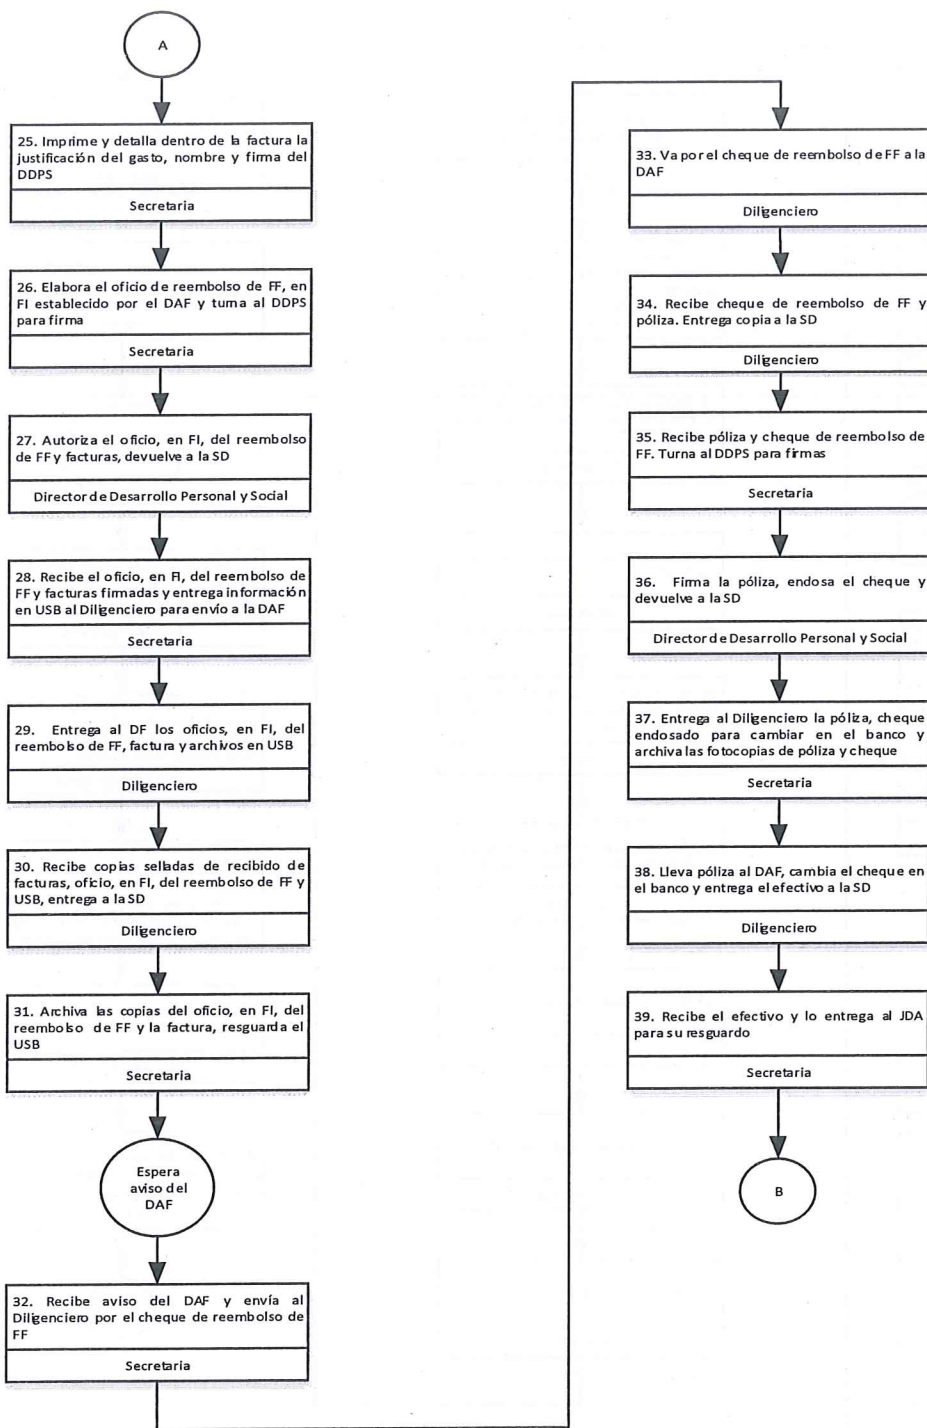 A
25. Imprime y detalla dentro de la factura la
justificación del gasto, nombre y firma del
DDPS
Secretaria
26. Elabora el oficio de reembolso de FF, en
FI establecido por el DAF y turna al DDPS
para firma
Secretaria
27. Autoriza el oficio, en FI, del reembolso
de FF y facturas, devuelve a la SD
Director de Desarrollo Personal y Social
28. Recibe el oficio, en FI, del reembolso de
FF y facturas firmadas y entrega información
en USB al Diligenciero para envío a la DAF
Secretaria
29. Entrega al DF los oficios, en FI, del
reembolso de FF, factura y archivos en USB
Diligenciero
30. Recibe copias selladas de recibido de
facturas, oficio, en FI, del reembolso de FF y
USB, entrega a la SD
Diligenciero
31. Archiva las copias del oficio, en FI, del
reembolso de FF y la factura, resguarda el
USB
Secretaria
Espera
aviso del
DAF
32. Recibe aviso del DAF y envía al
Diligenciero por el cheque de reembolso de
FF
Secretaria
33. Va por el cheque de reembolso de FF a la
DAF
Diligenciero
34. Recibe cheque de reembolso de FF y
póliza. Entrega copia a la SD
Diligenciero
35. Recibe póliza y cheque de reembolso de
FF. Turna al DDPS para firmas
Secretaria
36. Firma la póliza, endosa el cheque y
devuelve a la SD
Director de Desarrollo Personal y Social
37. Entrega al Diligenciero la póliza, cheque
endosado para cambiar en el banco y
archiva las fotocopias de póliza y cheque
Secretaria
38. Lleva póliza al DAF, cambia el cheque en
el banco y entrega el efectivo a la SD
Diligenciero
39. Recibe el efectivo y lo entrega al JDA
para su resguardo
Secretaria
B